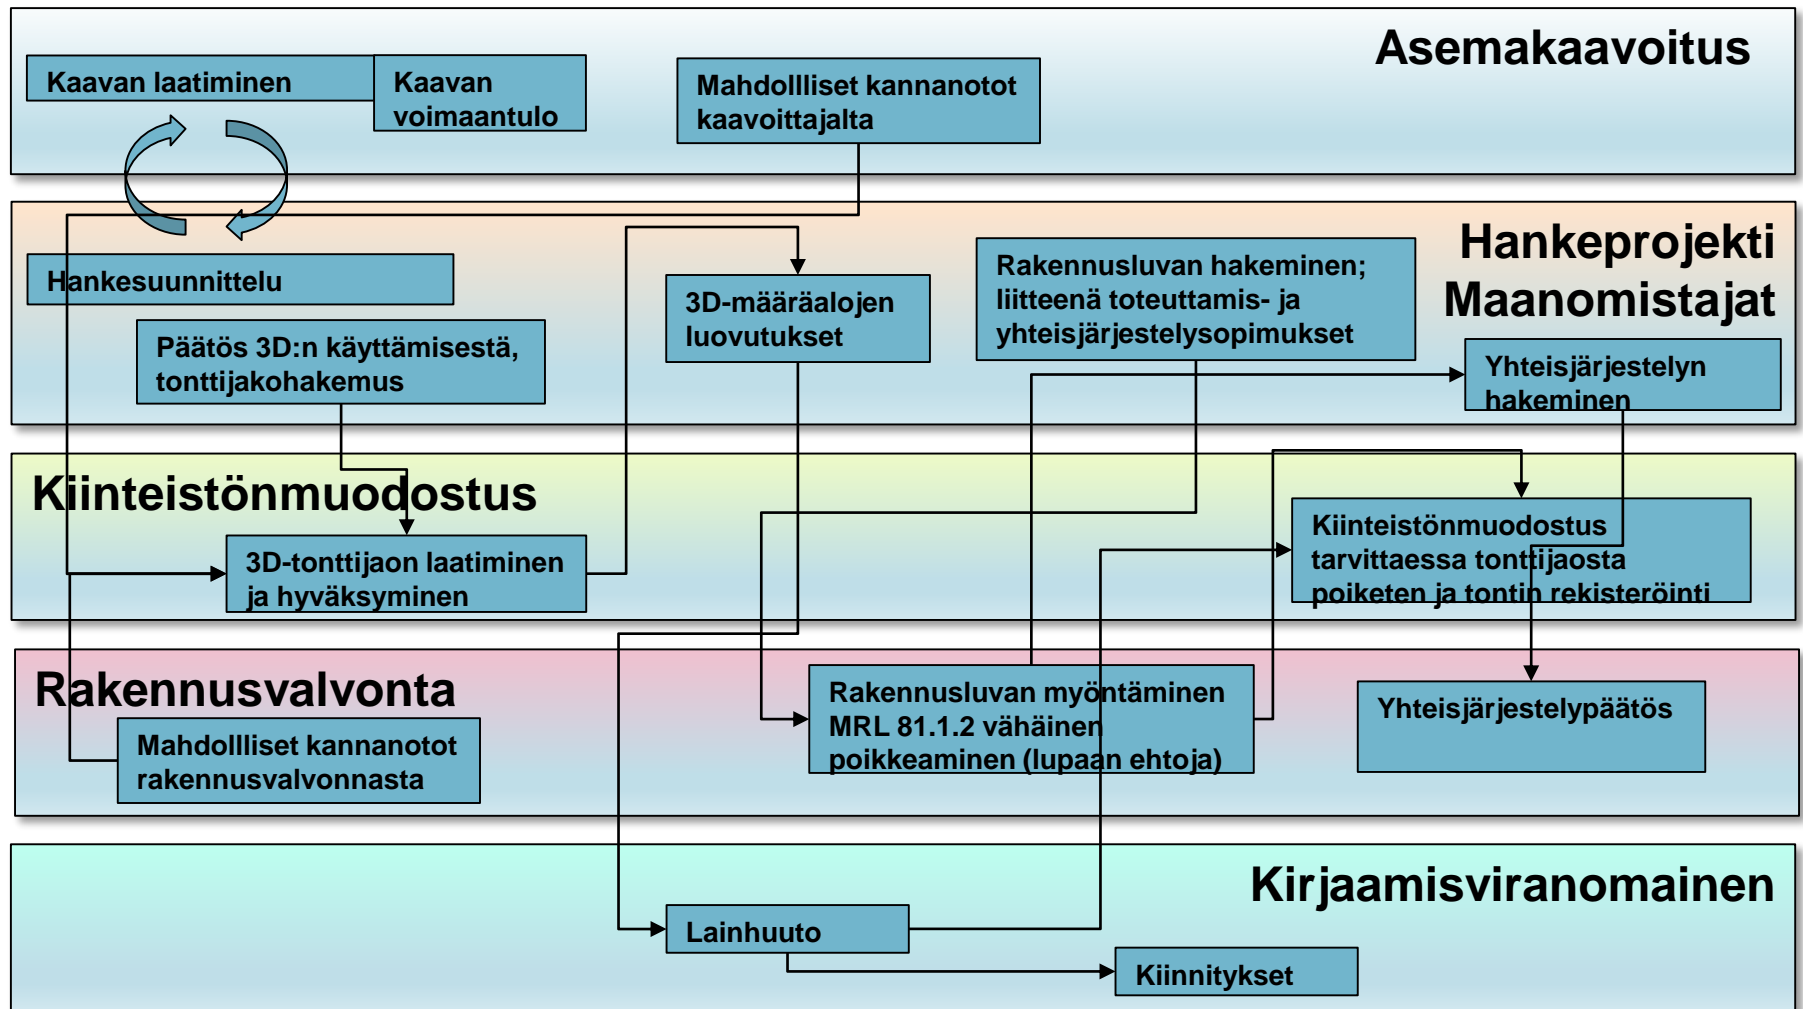 Asemakaavoitus
Kaavan laatiminen
Kaavan
voimaantulo
Mahdollliset kannanotot
kaavoittajalta
Hankeprojekti
Maanomistajat
Hankesuunnittelu
Päätös 3D:n käyttämisestä,
tonttijakohakemus
3D-määräalojen
luovutukset
Rakennusluvan hakeminen;
liitteenä toteuttamis- ja
yhteisjärjestelysopimukset
Yhteisjärjestelyn
hakeminen
Kiinteistönmuodostus
3D-tonttijaon laatiminen
ja hyväksyminen
Kiinteistönmuodostus
tarvittaessa tonttijaosta
poiketen ja tontin rekisteröinti
Rakennusvalvonta
Mahdollliset kannanotot
rakennusvalvonnasta
Rakennusluvan myöntäminen
MRL 81.1.2 vähäinen
poikkeaminen (lupaan ehtoja)
Yhteisjärjestelypäätös
Kirjaamisviranomainen
Lainhuuto
Kiinnitykset